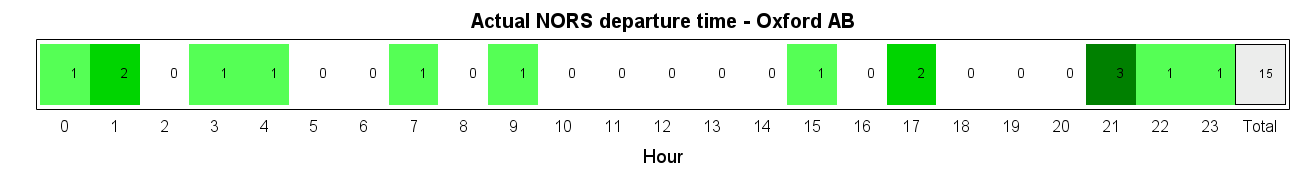 Actual NORS departure time - Oxford AB
1 2 0 1 1 0 0 1 0 1 0 0 0 0 0 1 0 2 0 0 0 3 1 1 15
0 1 2 3 4 5 6 7 8 9 10 11 12 13 14 15 16 17 18 19 20 21 22 23 Total
Hour